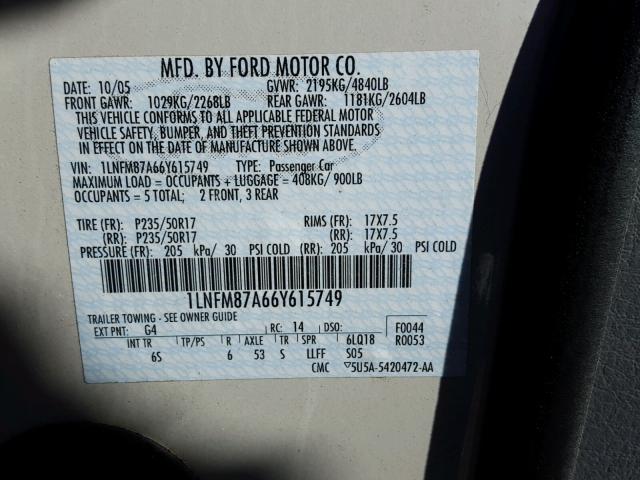 MFD. BY FORD MOTOR CO.
DATE: 10/05 GVWR: 2195KG/4840LB
FRONT GAWR: 1029KG/2268LB REAR GAWR: 1181KG/2604LB
THIS VEHICLE CONFORMS TO ALL APPLICABLE FEDERAL MOTOR
VEHICLE SAFETY, BUMPER, AND THEFT PREVENTION STANDARDS
IN EFFECT ON THE DATE OF MANUFACTURE SHOWN ABOVE.
VIN: 1LNFM87A66Y615749 TYPE: Passenger Car
MAXIMUM LOAD = OCCUPANTS + LUGGAGE = 408KG/900LB
OCCUPANTS = 5 TOTAL; 2 FRONT, 3 REAR
TIRE (FR): P235/50R17 RIMS (FR): 17X7.5
(RR): P235/50R17 (RR): 17X7.5
PRESSURE (FR): 205 kPa/ 30 PSI COLD (RR): 205 kPa/ 30 PSI COLD
1LNFM87A66Y615749
TRAILER TOWING - SEE OWNER GUIDE
EXT PNT: G4 RC: 14 DSO: F0044
INT TR TP/PS R AXLE TR SPR 6LQ18 R0053
6S 6 53 S LLFF S05
CMC 5U5A-5420472-AA